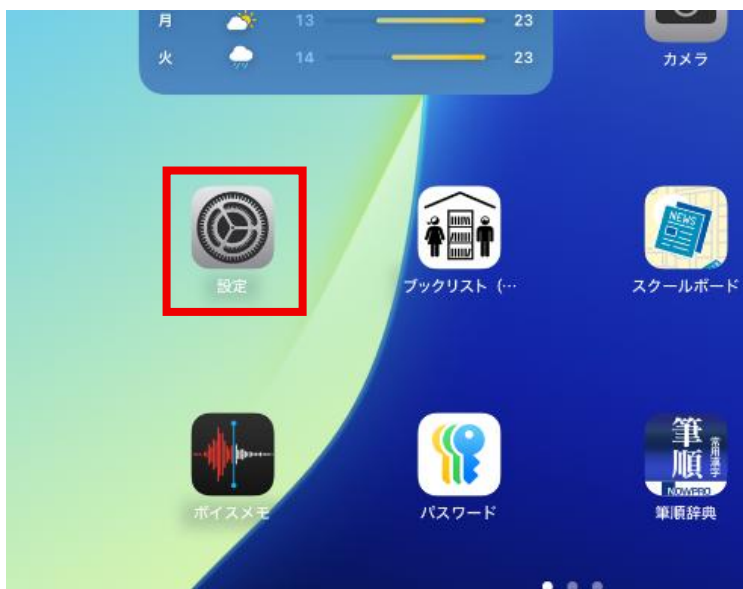 月 13 23
火 14 23
カメラ
設定
ブックリスト (…
NEWS
スクールボード
筆順
常用漢字
NOWPRO
ボイスメモ
パスワード
筆順辞典